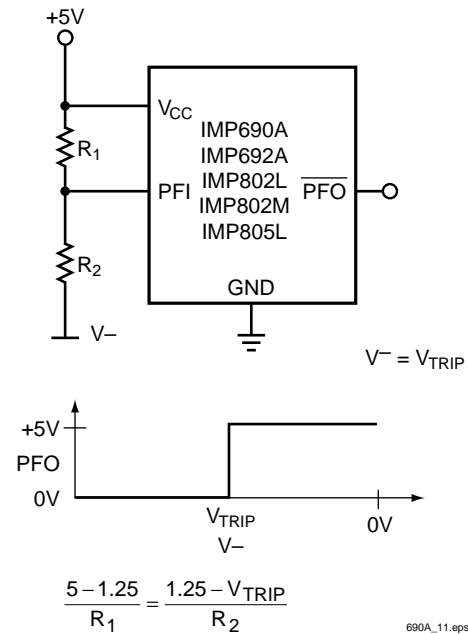 +5V
VCC
R1
IMP690A
IMP692A
IMP802L
IMP802M
IMP805L
PFI
PFO
R2
GND
V–
V– = VTRIP
+5V
PFO
0V
VTRIP
0V
V–
5 – 1.25 / R1 = 1.25 – VTRIP / R2
690A_11.eps